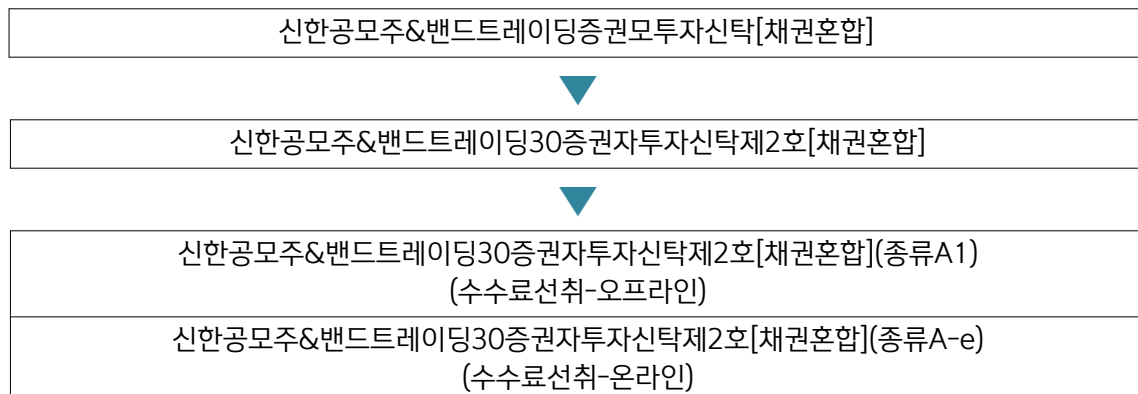 신한공모주&밴드트레이딩증권모투자신탁[채권혼합]
신한공모주&밴드트레이딩30증권자투자신탁제2호[채권혼합]
신한공모주&밴드트레이딩30증권자투자신탁제2호[채권혼합](종류A1)
(수수료선취-오프라인)
신한공모주&밴드트레이딩30증권자투자신탁제2호[채권혼합](종류A-e)
(수수료선취-온라인)